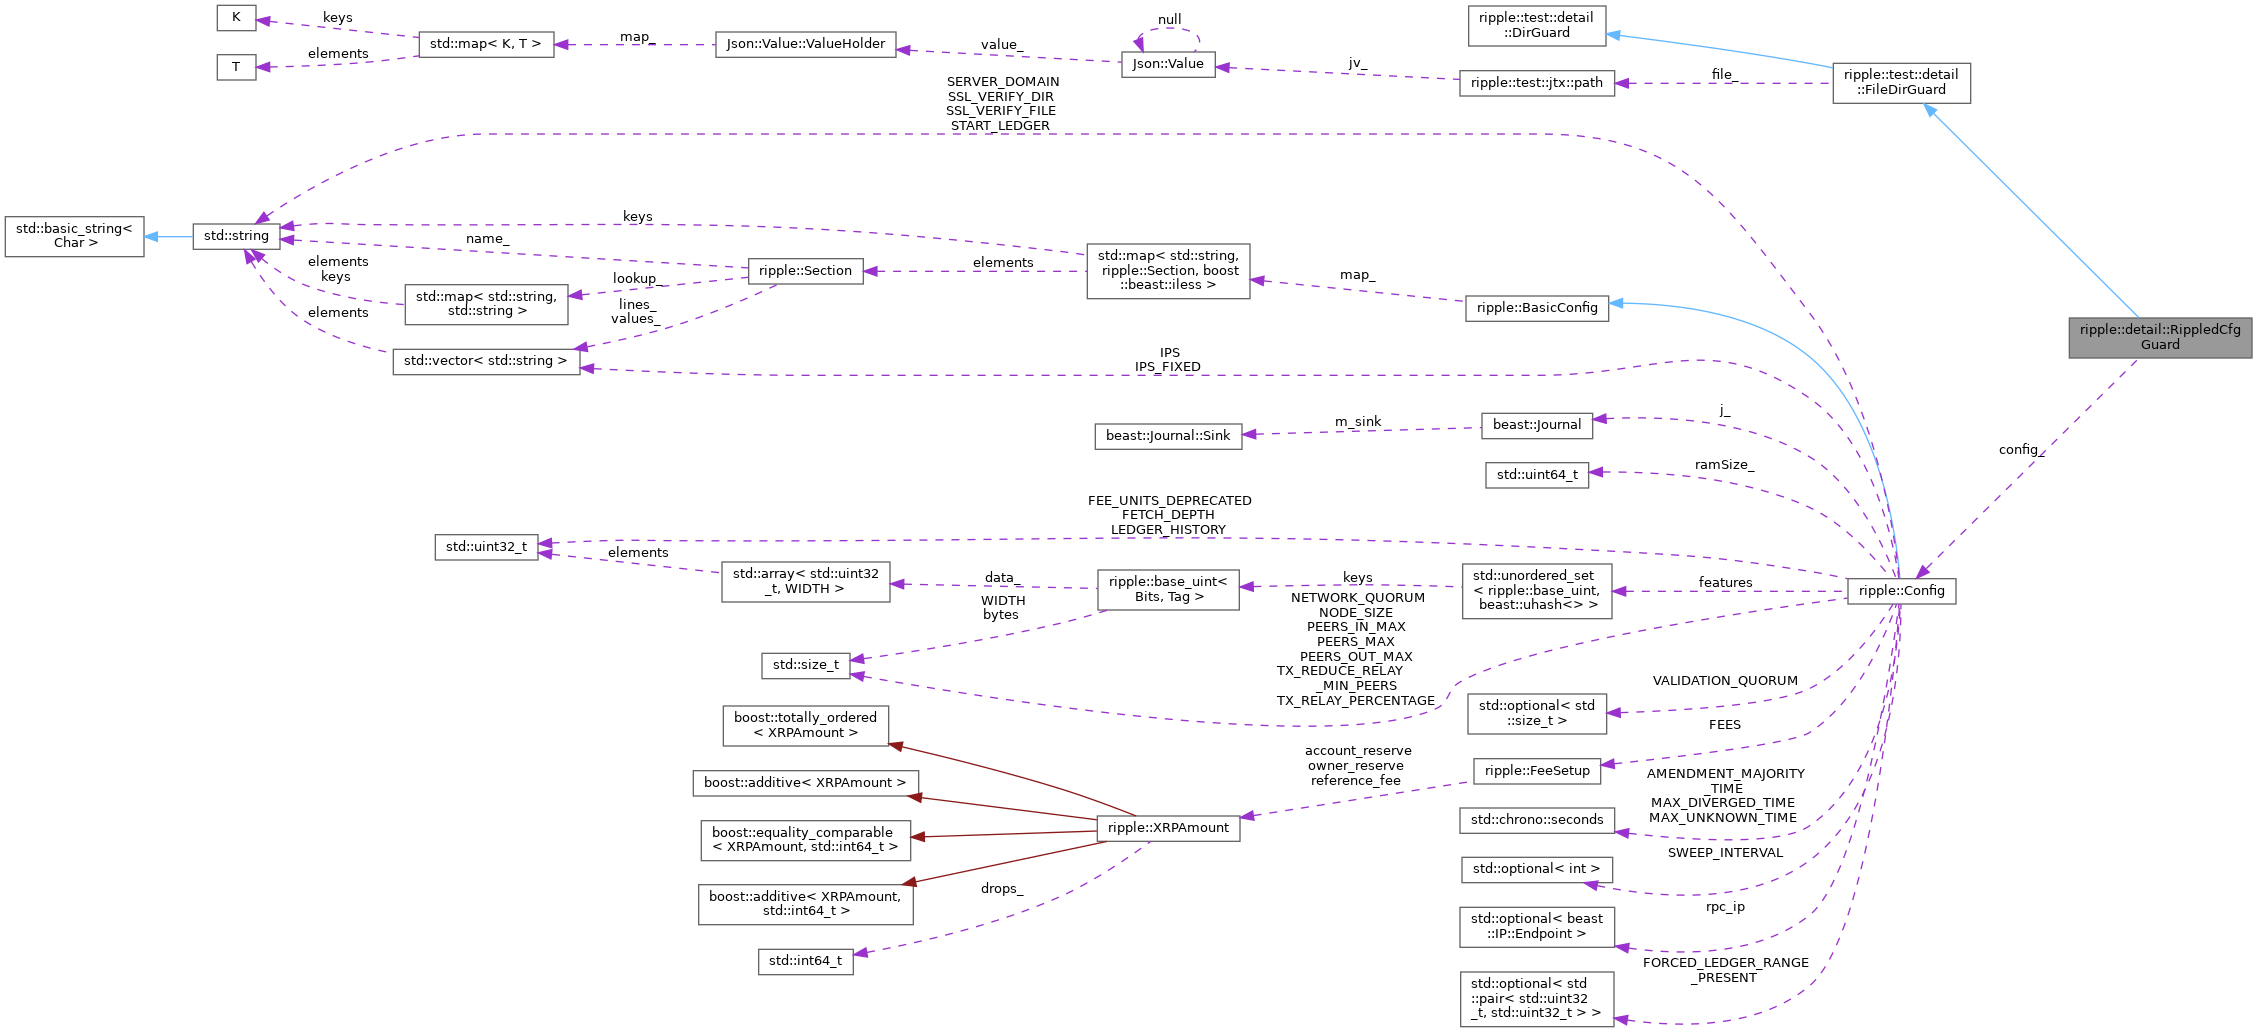 K
keys
std::map< K, T >
elements
T
map_
Json::Value::ValueHolder
value_
null
Json::Value
jv_
ripple::test::detail
::DirGuard
ripple::test::jtx::path
file_
ripple::test::detail
::FileDirGuard
SERVER_DOMAIN
SSL_VERIFY_DIR
SSL_VERIFY_FILE
START_LEDGER
std::basic_string<
Char >
std::string
keys
name_
elements
keys
elements
std::map< std::string,
std::string >
std::vector< std::string >
lookup_
lines_
values_
ripple::Section
elements
std::map< std::string,
ripple::Section, boost
::beast::iless >
map_
ripple::BasicConfig
ripple::detail::RippledCfg
Guard
IPS
IPS_FIXED
beast::Journal::Sink
m_sink
beast::Journal
j_
std::uint64_t
ramSize_
config_
FEE_UNITS_DEPRECATED
FETCH_DEPTH
LEDGER_HISTORY
std::uint32_t
elements
std::array< std::uint32
_t, WIDTH >
data_
WIDTH
bytes
ripple::base_uint<
Bits, Tag >
keys
std::unordered_set
< ripple::base_uint,
beast::uhash<> >
features
ripple::Config
NETWORK_QUORUM
NODE_SIZE
PEERS_IN_MAX
PEERS_MAX
PEERS_OUT_MAX
TX_REDUCE_RELAY
_MIN_PEERS
TX_RELAY_PERCENTAGE
std::size_t
VALIDATION_QUORUM
std::optional< std
::size_t >
FEES
boost::totally_ordered
< XRPAmount >
boost::additive< XRPAmount >
account_reserve
owner_reserve
reference_fee
ripple::FeeSetup
AMENDMENT_MAJORITY
_TIME
MAX_DIVERGED_TIME
MAX_UNKNOWN_TIME
std::chrono::seconds
boost::equality_comparable
< XRPAmount, std::int64_t >
ripple::XRPAmount
SWEEP_INTERVAL
std::optional< int >
boost::additive< XRPAmount,
std::int64_t >
drops_
rpc_ip
std::optional< beast
::IP::Endpoint >
std::int64_t
FORCED_LEDGER_RANGE
_PRESENT
std::optional< std
::pair< std::uint32
_t, std::uint32_t > >